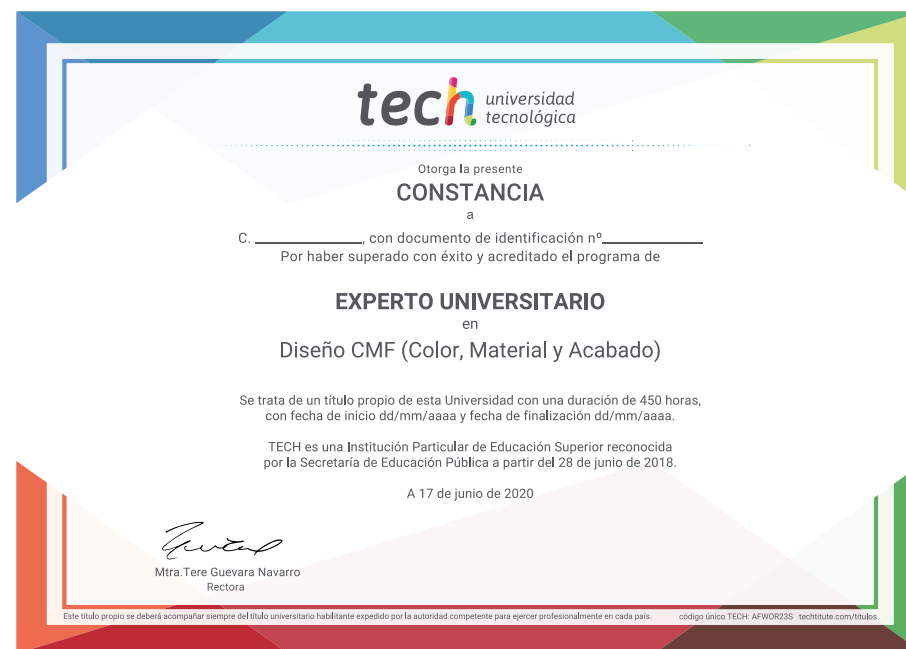 tech universidad
tecnológica
Otorga la presente
CONSTANCIA
a
C. ____________, con documento de identificación nº____________
Por haber superado con éxito y acreditado el programa de
EXPERTO UNIVERSITARIO
en
Diseño CMF (Color, Material y Acabado)
Se trata de un título propio de esta Universidad con una duración de 450 horas,
con fecha de inicio dd/mm/aaaa y fecha de finalización dd/mm/aaaa.
TECH es una Institución Particular de Educación Superior reconocida
por la Secretaría de Educación Pública a partir del 28 de junio de 2018.
A 17 de junio de 2020
Mtra.Tere Guevara Navarro
Rectora
Este título propio se deberá acompañar siempre del título universitario habilitante expedido por la autoridad competente para ejercer profesionalmente en cada país. código único TECH: AFWOR23S techtitute.com/titulos